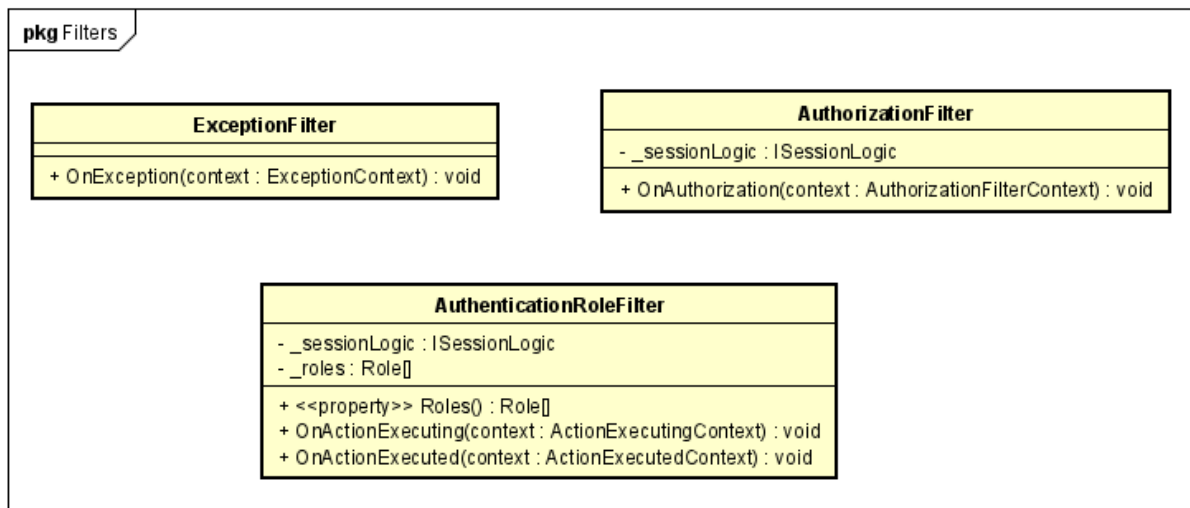 pkg Filters
ExceptionFilter
+ OnException(context : ExceptionContext) : void
AuthorizationFilter
- _sessionLogic : ISessionLogic
+ OnAuthorization(context : AuthorizationFilterContext) : void
AuthenticationRoleFilter
- _sessionLogic : ISessionLogic
- _roles : Role[]
+ <<property>> Roles() : Role[]
+ OnActionExecuting(context : ActionExecutingContext) : void
+ OnActionExecuted(context : ActionExecutedContext) : void